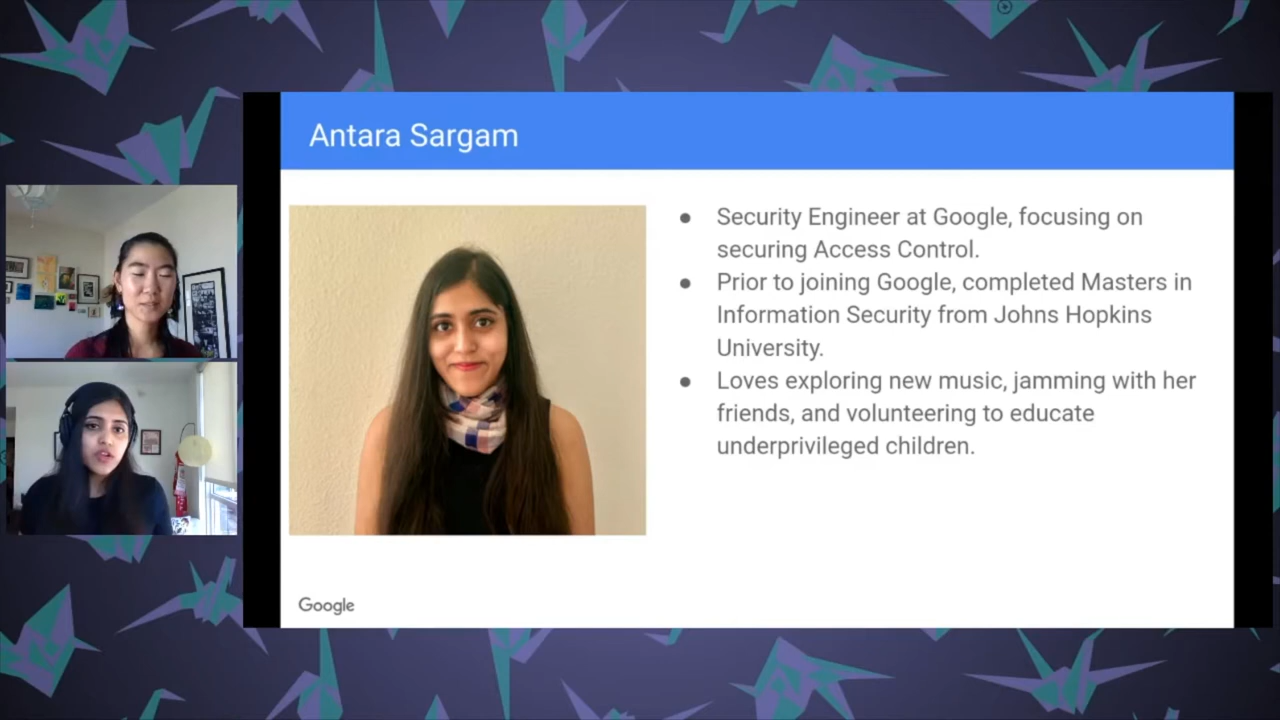 Antara Sargam
● Security Engineer at Google, focusing on
securing Access Control.
● Prior to joining Google, completed Masters in
Information Security from Johns Hopkins
University.
● Loves exploring new music, jamming with her
friends, and volunteering to educate
underprivileged children.
Google